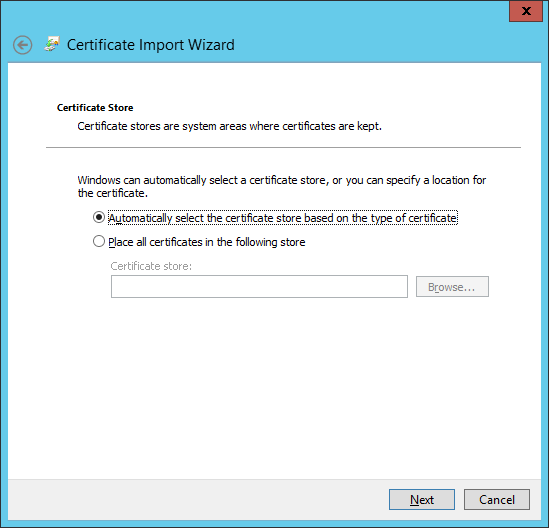 x
Certificate Import Wizard
Certificate Store
Certificate stores are system areas where certificates are kept.
Windows can automatically select a certificate store, or you can specify a location for
the certificate.
Automatically select the certificate store based on the type of certificate
Place all certificates in the following store
Certificate store:
Browse...
Next
Cancel